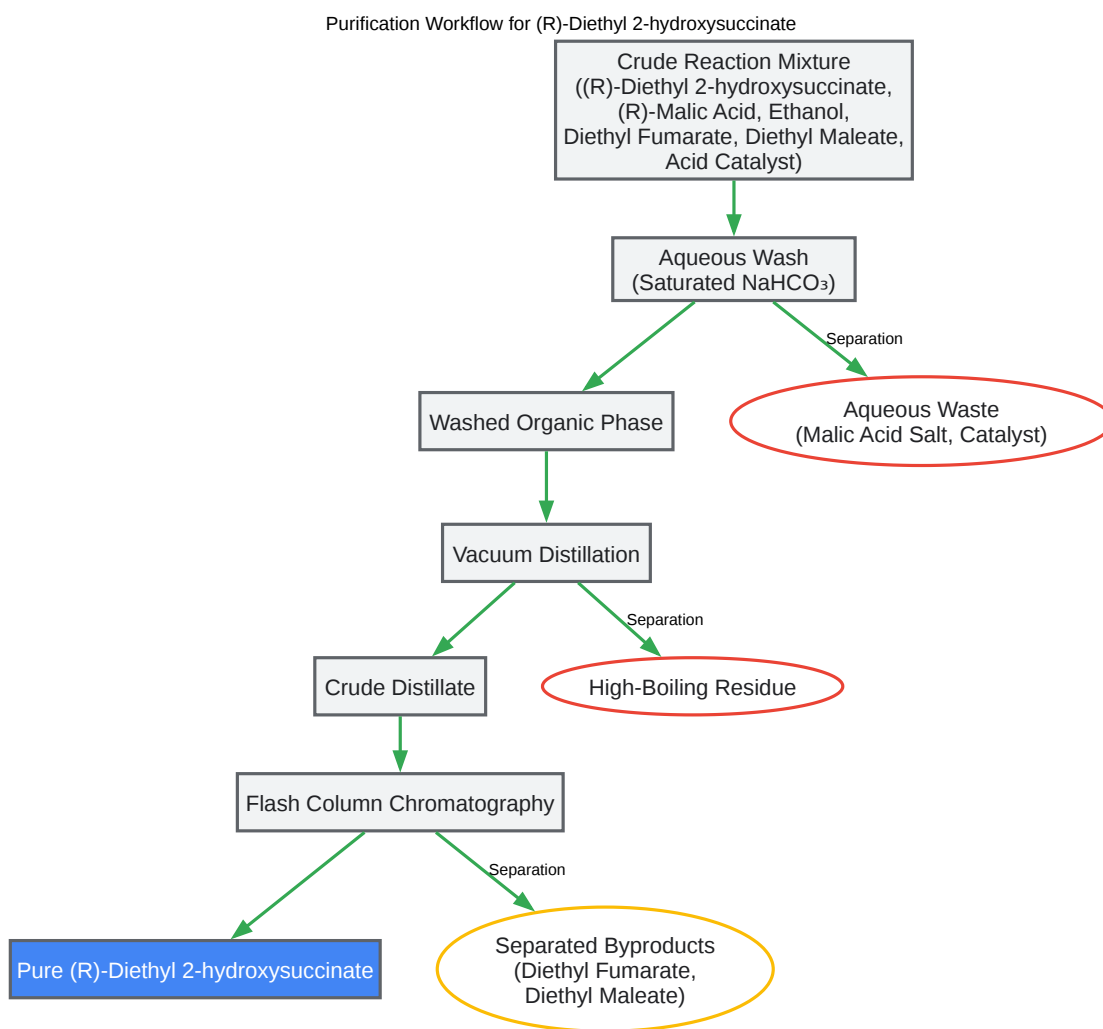 Purification Workflow for (R)-Diethyl 2-hydroxysuccinate
Crude Reaction Mixture
((R)-Diethyl 2-hydroxysuccinate,
(R)-Malic Acid, Ethanol,
Diethyl Fumarate, Diethyl Maleate,
Acid Catalyst)
Aqueous Wash
(Saturated NaHCO₃)
Separation
Washed Organic Phase
Aqueous Waste
(Malic Acid Salt, Catalyst)
Vacuum Distillation
Separation
Crude Distillate
High-Boiling Residue
Flash Column Chromatography
Separation
Pure (R)-Diethyl 2-hydroxysuccinate
Separated Byproducts
(Diethyl Fumarate,
Diethyl Maleate)